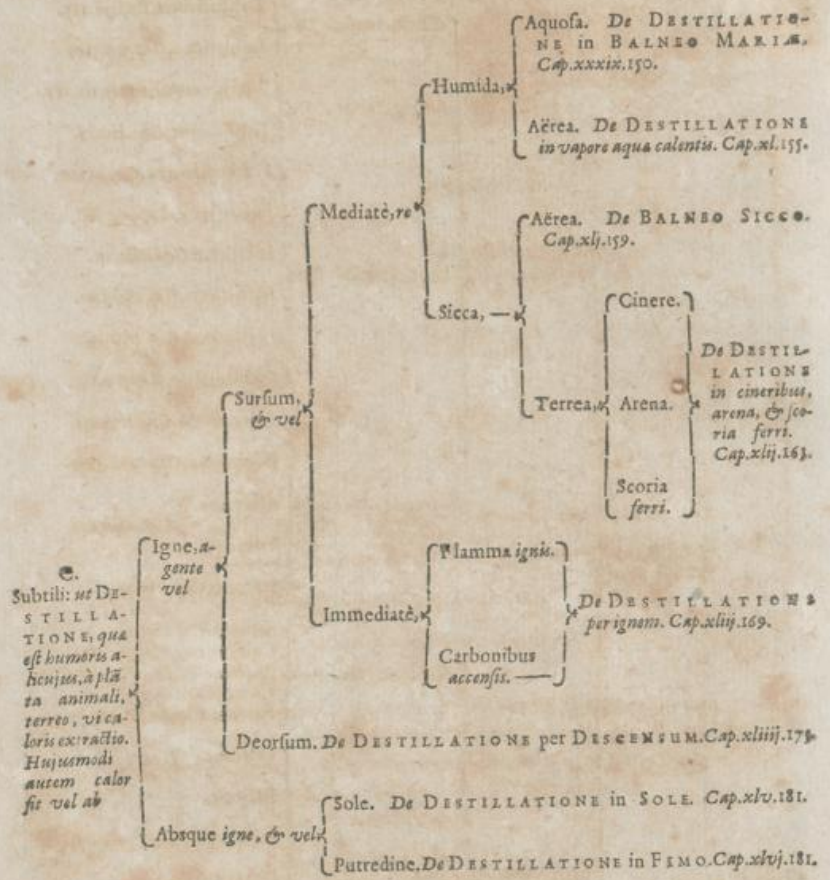 Aquoſa. De DESTILLATIO-
NE in BALNEO MARIÆ.
Cap.xxxix.150.
Humida,
Aërea. De DESTILLATIONE
in vapore aquæ calentis. Cap.xl.155.
Mediatè, re
Aërea. De BALNEO SICCO.
Cap.xlj.159.
Sicca,
Cinere.
Terrea, Arena.
Scoria
ferri.
De DESTIL-
LATIONE
in cineribus,
arena, & ſco-
ria ferri.
Cap.xlij.163.
Surſum,
& vel
Immediatè,
Flamma ignis.
Carbonibus
accenſis.
De DESTILLATIONE
per ignem. Cap.xliij.169.
Igne, a-
gente
vel
e.
Subtili: ut DE-
STILLA-
TIONE, quæ
eſt humoris a-
licujus, à plā
ta animali,
terreo, vi ca-
loris extractio.
Hujusmodi
autem calor
fit vel ab
Deorſum. De DESTILLATIONE per DESCENSUM. Cap.xliiij.
Absque igne, & vel
Sole. De DESTILLATIONE in SOLE. Cap.xlv.181.
Putredine. De DESTILLATIONE in FIMO. Cap.xlvj.181.